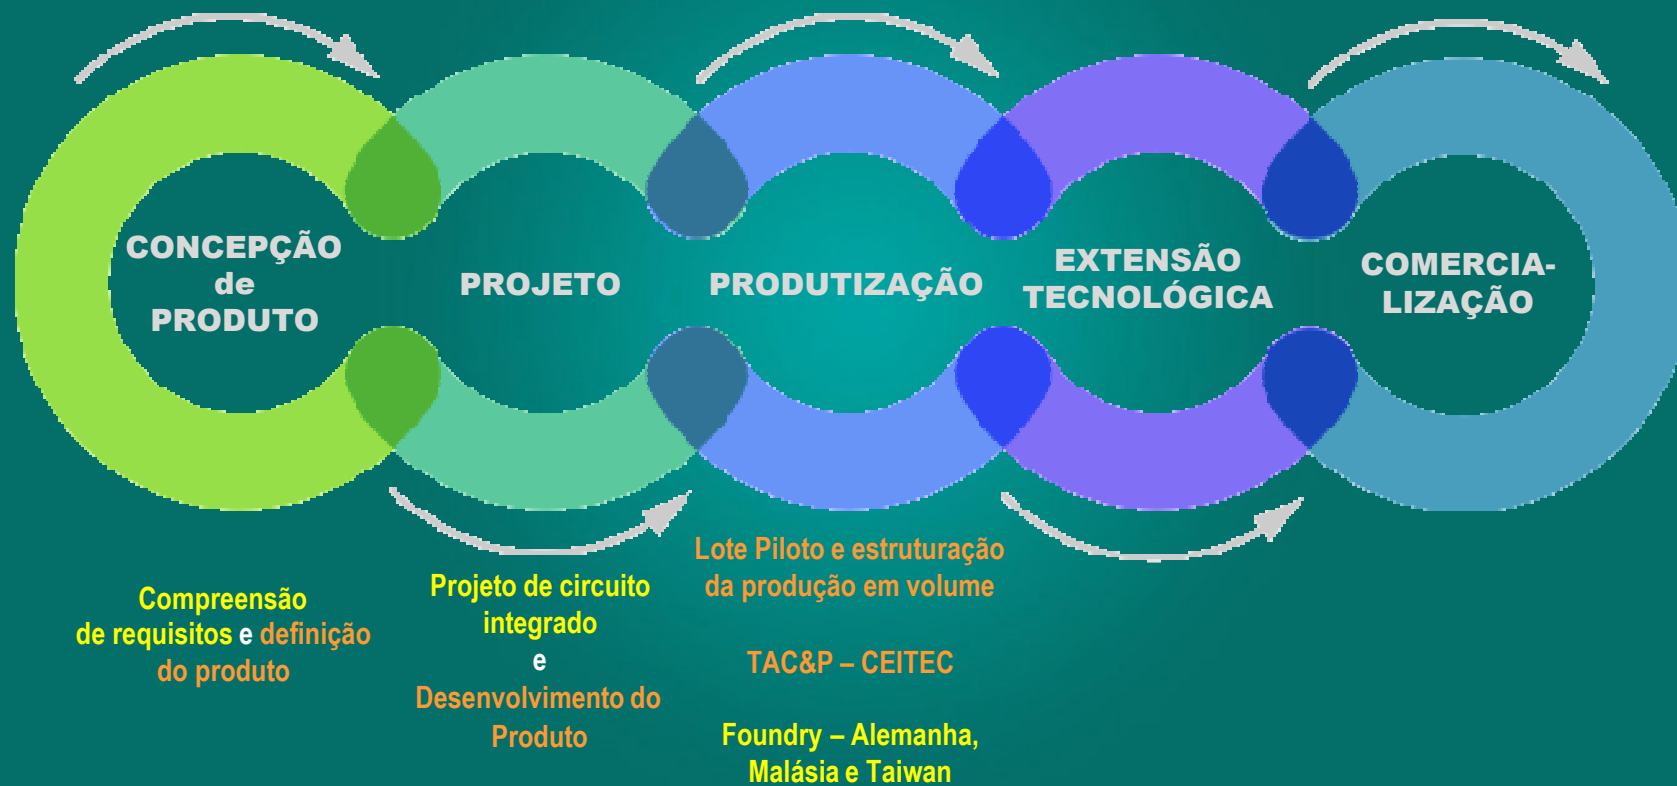 CONCEPÇÃO
de
PRODUTO
PROJETO
PRODUTIZAÇÃO
EXTENSÃO
TECNOLÓGICA
COMERCIA-
LIZAÇÃO
Compreensão
de requisitos e definição
do produto
Projeto de circuito
integrado
e
Desenvolvimento do
Produto
Lote Piloto e estruturação
da produção em volume
TAC&P – CEITEC
Foundry – Alemanha,
Malásia e Taiwan